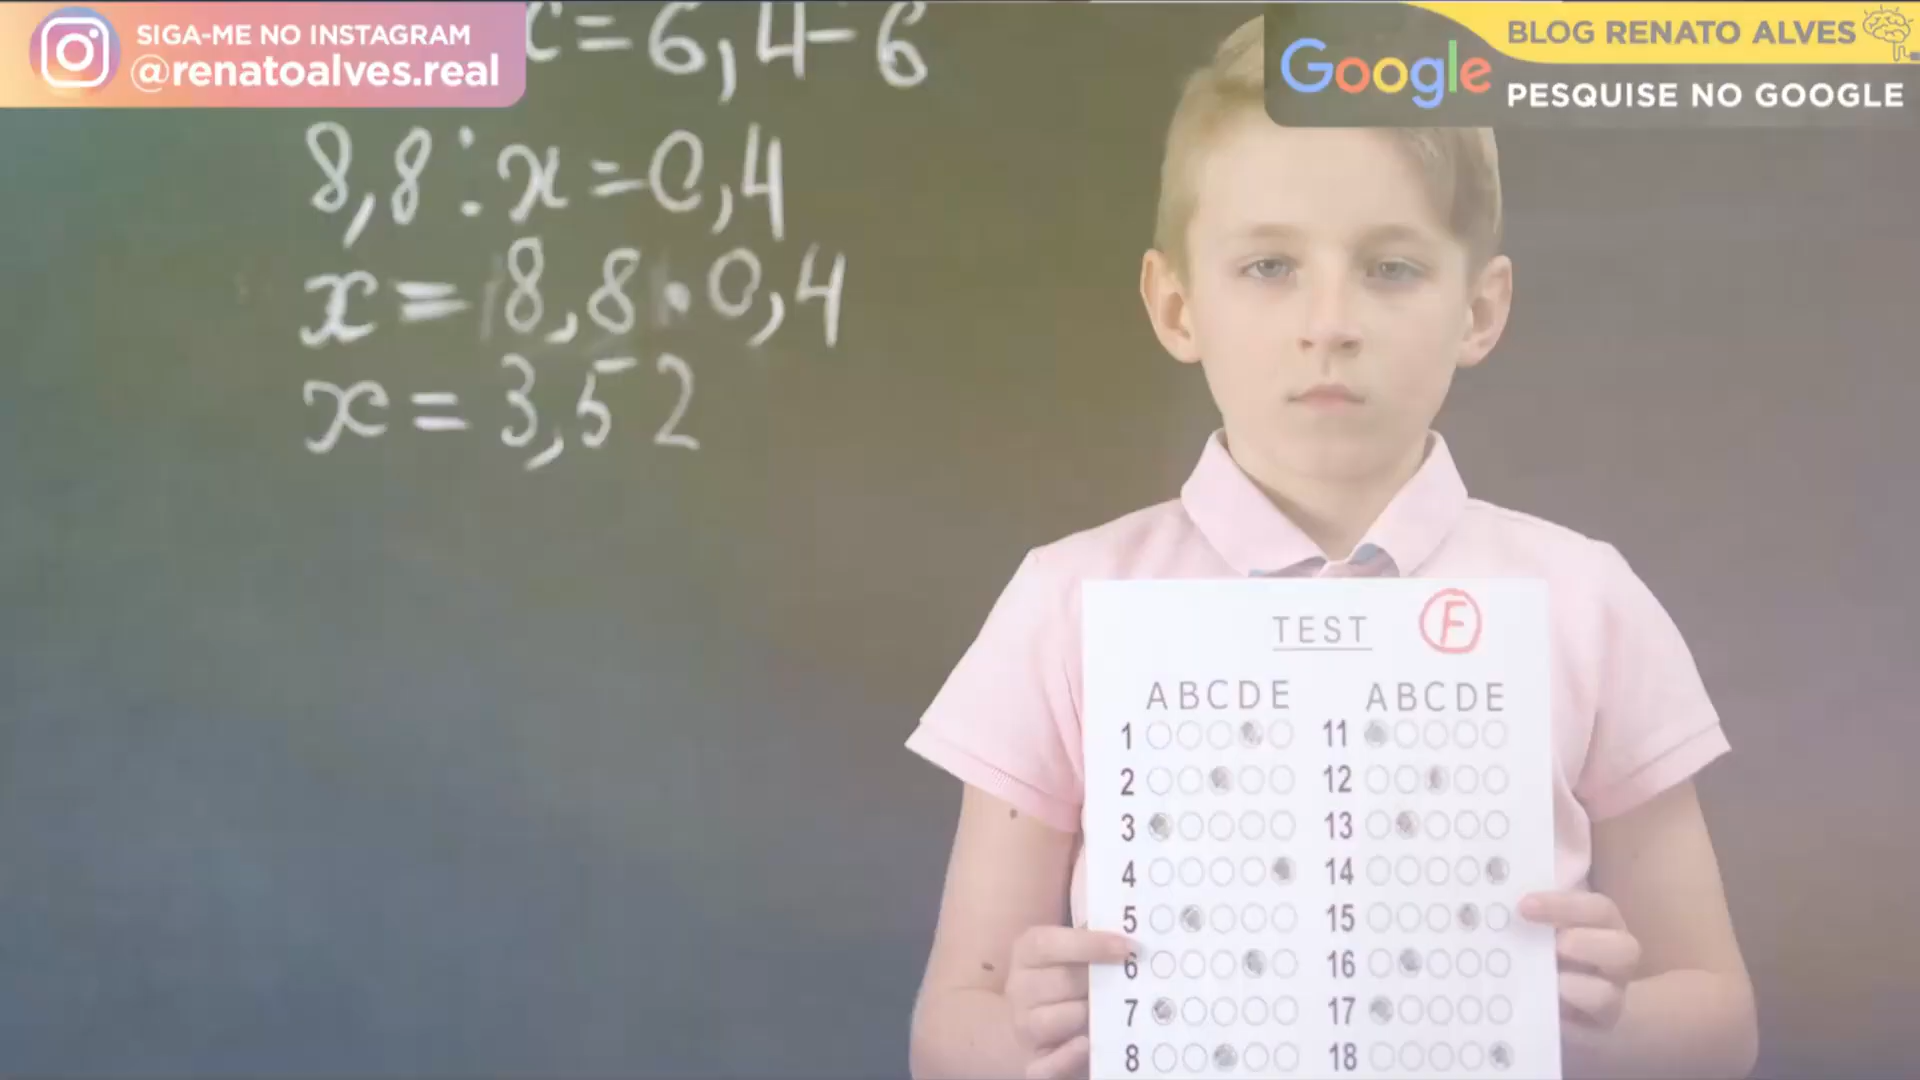 SIGA-ME NO INSTAGRAM
@renatoalves.real
=6,4-6
8,8:x=0,4
x=8,8·0,4
x=3,52
Google
BLOG RENATO ALVES
PESQUISE NO GOOGLE
TEST F
A B C D E A B C D E
1 11
2 12
3 13
4 14
5 15
6 16
7 17
8 18